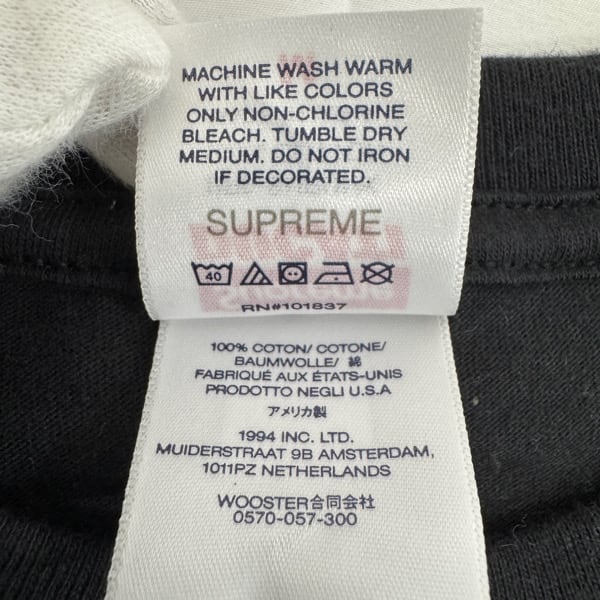 MACHINE WASH WARM
WITH LIKE COLORS
ONLY NON-CHLORINE
BLEACH. TUMBLE DRY
MEDIUM. DO NOT IRON
IF DECORATED.
SUPREME
40
RN#101837
100% COTTON/ COTONE/
BAUMWOLLE/ 綿
FABRIQUÉ AUX ÉTATS-UNIS
PRODOTTO NEGLI U.S.A
アメリカ製
1994 INC. LTD.
MUIDERSTRAAT 9B AMSTERDAM,
1011PZ NETHERLANDS
WOOSTER合同会社
0570-057-300